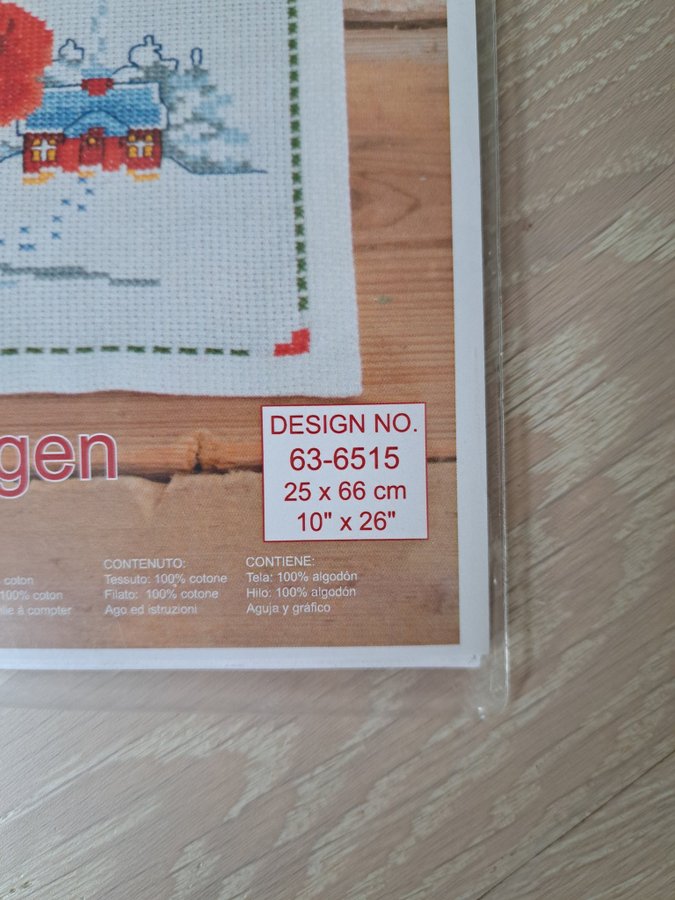 gen
DESIGN NO.
63-6515
25 x 66 cm
10" x 26"
coton
100% coton
à compter
CONTENUTO:
Tessuto: 100% cotone
Filato: 100% cotone
Ago ed istruzioni
CONTIENE:
Tela: 100% algodón
Hilo: 100% algodón
Aguja y gráfico